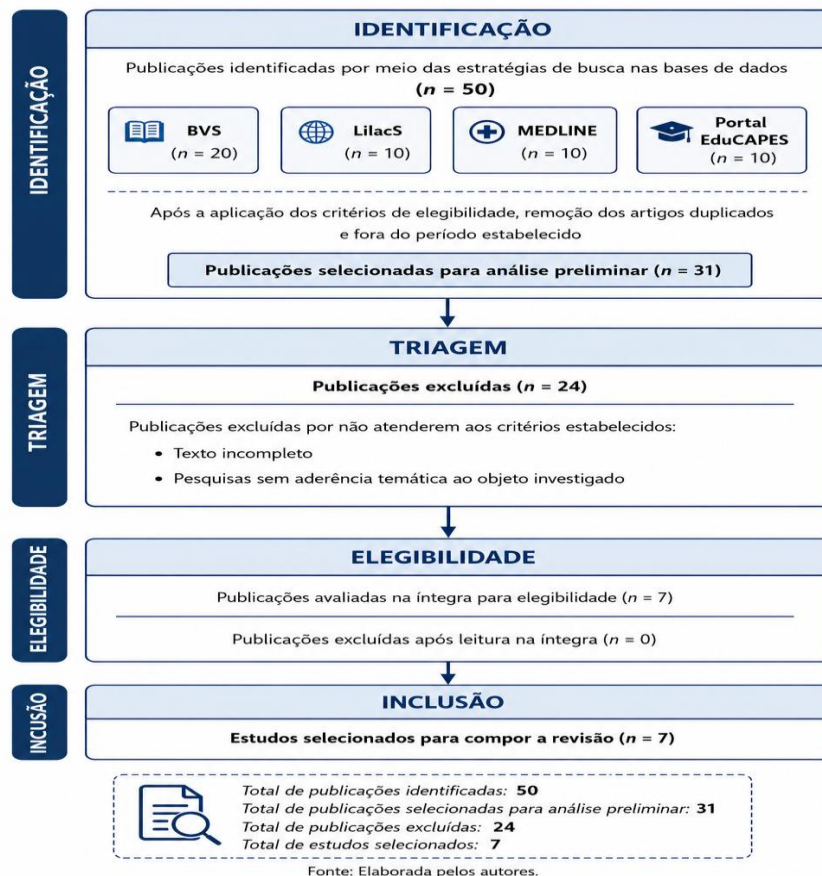 IDENTIFICAÇÃO
IDENTIFICAÇÃO
Publicações identificadas por meio das estratégias de busca nas bases de dados
(n = 50)
BVS
(n = 20)
LilacS
(n = 10)
MEDLINE
(n = 10)
Portal
EduCAPES
(n = 10)
Após a aplicação dos critérios de elegibilidade, remoção dos artigos duplicados
e fora do período estabelecido
Publicações selecionadas para análise preliminar (n = 31)
TRIAGEM
TRIAGEM
Publicações excluídas (n = 24)
Publicações excluídas por não atenderem aos critérios estabelecidos:
• Texto incompleto
• Pesquisas sem aderência temática ao objeto investigado
ELEGIBILIDADE
ELEGIBILIDADE
Publicações avaliadas na íntegra para elegibilidade (n = 7)
Publicações excluídas após leitura na íntegra (n = 0)
INCUSÃO
INCLUSÃO
Estudos selecionados para compor a revisão (n = 7)
Total de publicações identificadas: 50
Total de publicações selecionadas para análise preliminar: 31
Total de publicações excluídas: 24
Total de estudos selecionados: 7
Fonte: Elaborada pelos autores.